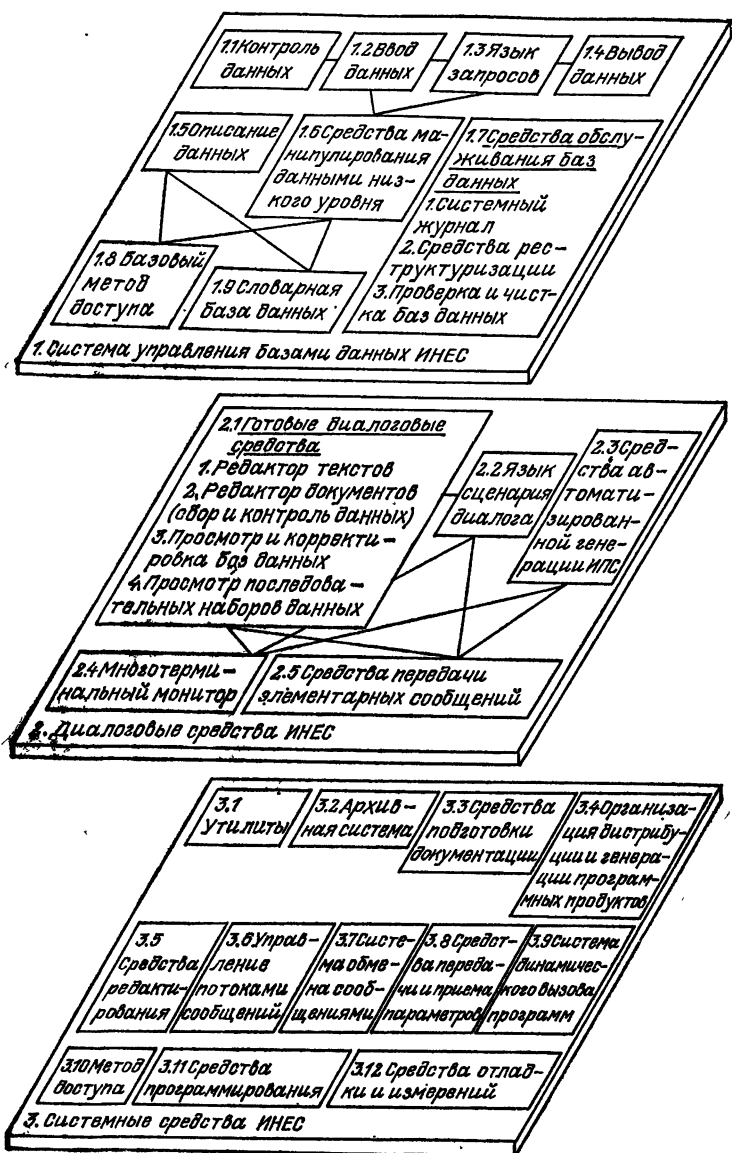 1.1 Контроль
данных
1.2 Ввод
данных
1.3 Язык
запросов
1.4 Вывод
данных
1.5 Описание
данных
1.6 Средства ма-
нипулирования
данными низ-
кого уровня
1.7 Средства обслу-
живания баз
данных
1. Системный
журнал
2. Средства рес-
труктуризации
3. Проверка и чист-
ка баз данных
1.8 Базовый
метод
доступа
1.9 Словарная
база данных
1. Система управления базами данных ИНЕС
2.1 Готовые диалоговые
средства
1. Редактор текстов
2. Редактор документов
(сбор и контроль данных)
3. Просмотр и корректи-
ровка баз данных
4. Просмотр последова-
тельных наборов данных
2.2 Язык
сценария
диалога
2.3 Сред-
ства ав-
томати-
зирован-
ной гене-
рации ИПС
2.4 Многотерми-
нальный монитор
2.5 Средства передачи
элементарных сообщений
2. Диалоговые средства ИНЕС
3.1
Утилиты
3.2 Архив-
ная система
3.3 Средства
подготовки
документации
3.4 Организа-
ция дистрибу-
ции и генера-
ции програм-
мных продуктов
3.5
Средства
редакти-
рования
3.6 Управ-
ление
потоками
сообщений
3.7 Систе-
ма обме-
на сооб-
щениями
3.8 Средст-
ва переда-
чи и приема
параметров
3.9 Система
динамичес-
кого вызова
программ
3.10 Метод
доступа
3.11 Средства
программирования
3.12 Средства отлад-
ки и измерений
3. Системные средства ИНЕС